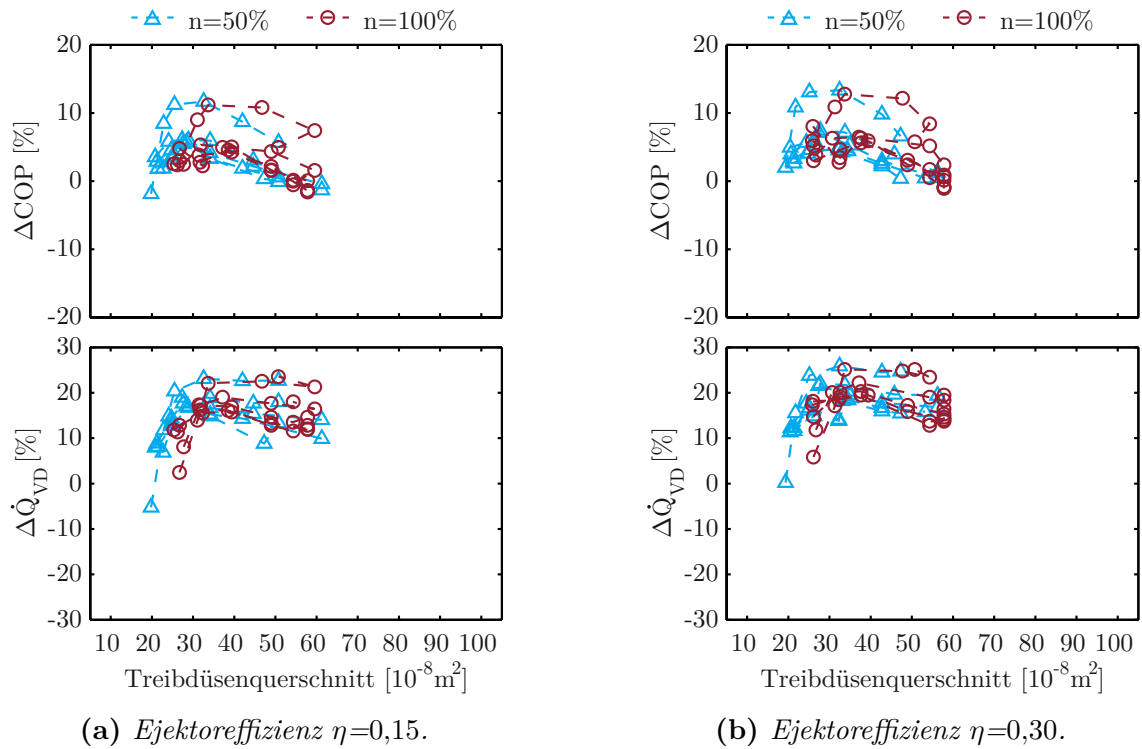 n=50% n=100%
20
10
0
-10
-20
ΔCOP [%]
30
20
10
0
-10
-20
-30
ΔQ̇VD [%]
10 20 30 40 50 60 70 80 90 100
Treibdüsenquerschnitt [10⁻⁸m²]
(a) Ejektoreffizienz η=0,15.
n=50% n=100%
20
10
0
-10
-20
ΔCOP [%]
30
20
10
0
-10
-20
-30
ΔQ̇VD [%]
10 20 30 40 50 60 70 80 90 100
Treibdüsenquerschnitt [10⁻⁸m²]
(b) Ejektoreffizienz η=0,30.